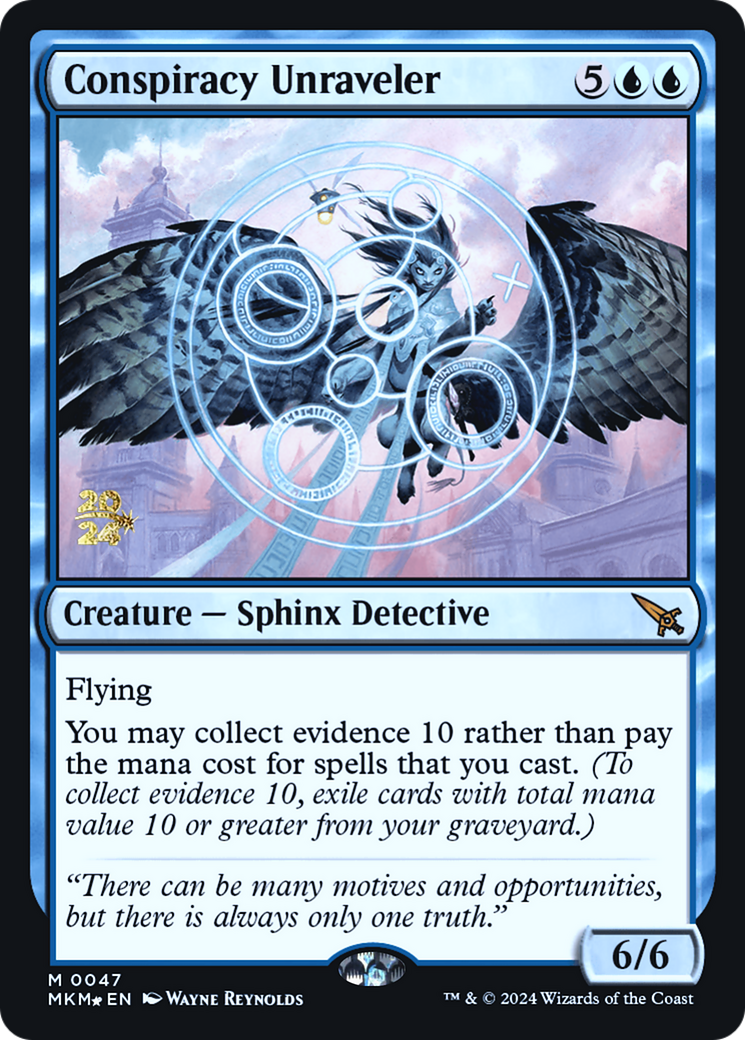 Conspiracy Unraveler 5
20
24
Creature — Sphinx Detective
Flying
You may collect evidence 10 rather than pay
the mana cost for spells that you cast. (To
collect evidence 10, exile cards with total mana
value 10 or greater from your graveyard.)
“There can be many motives and opportunities,
but there is always only one truth.”
6/6
M 0047
MKM★EN Wayne Reynolds
™ & © 2024 Wizards of the Coast